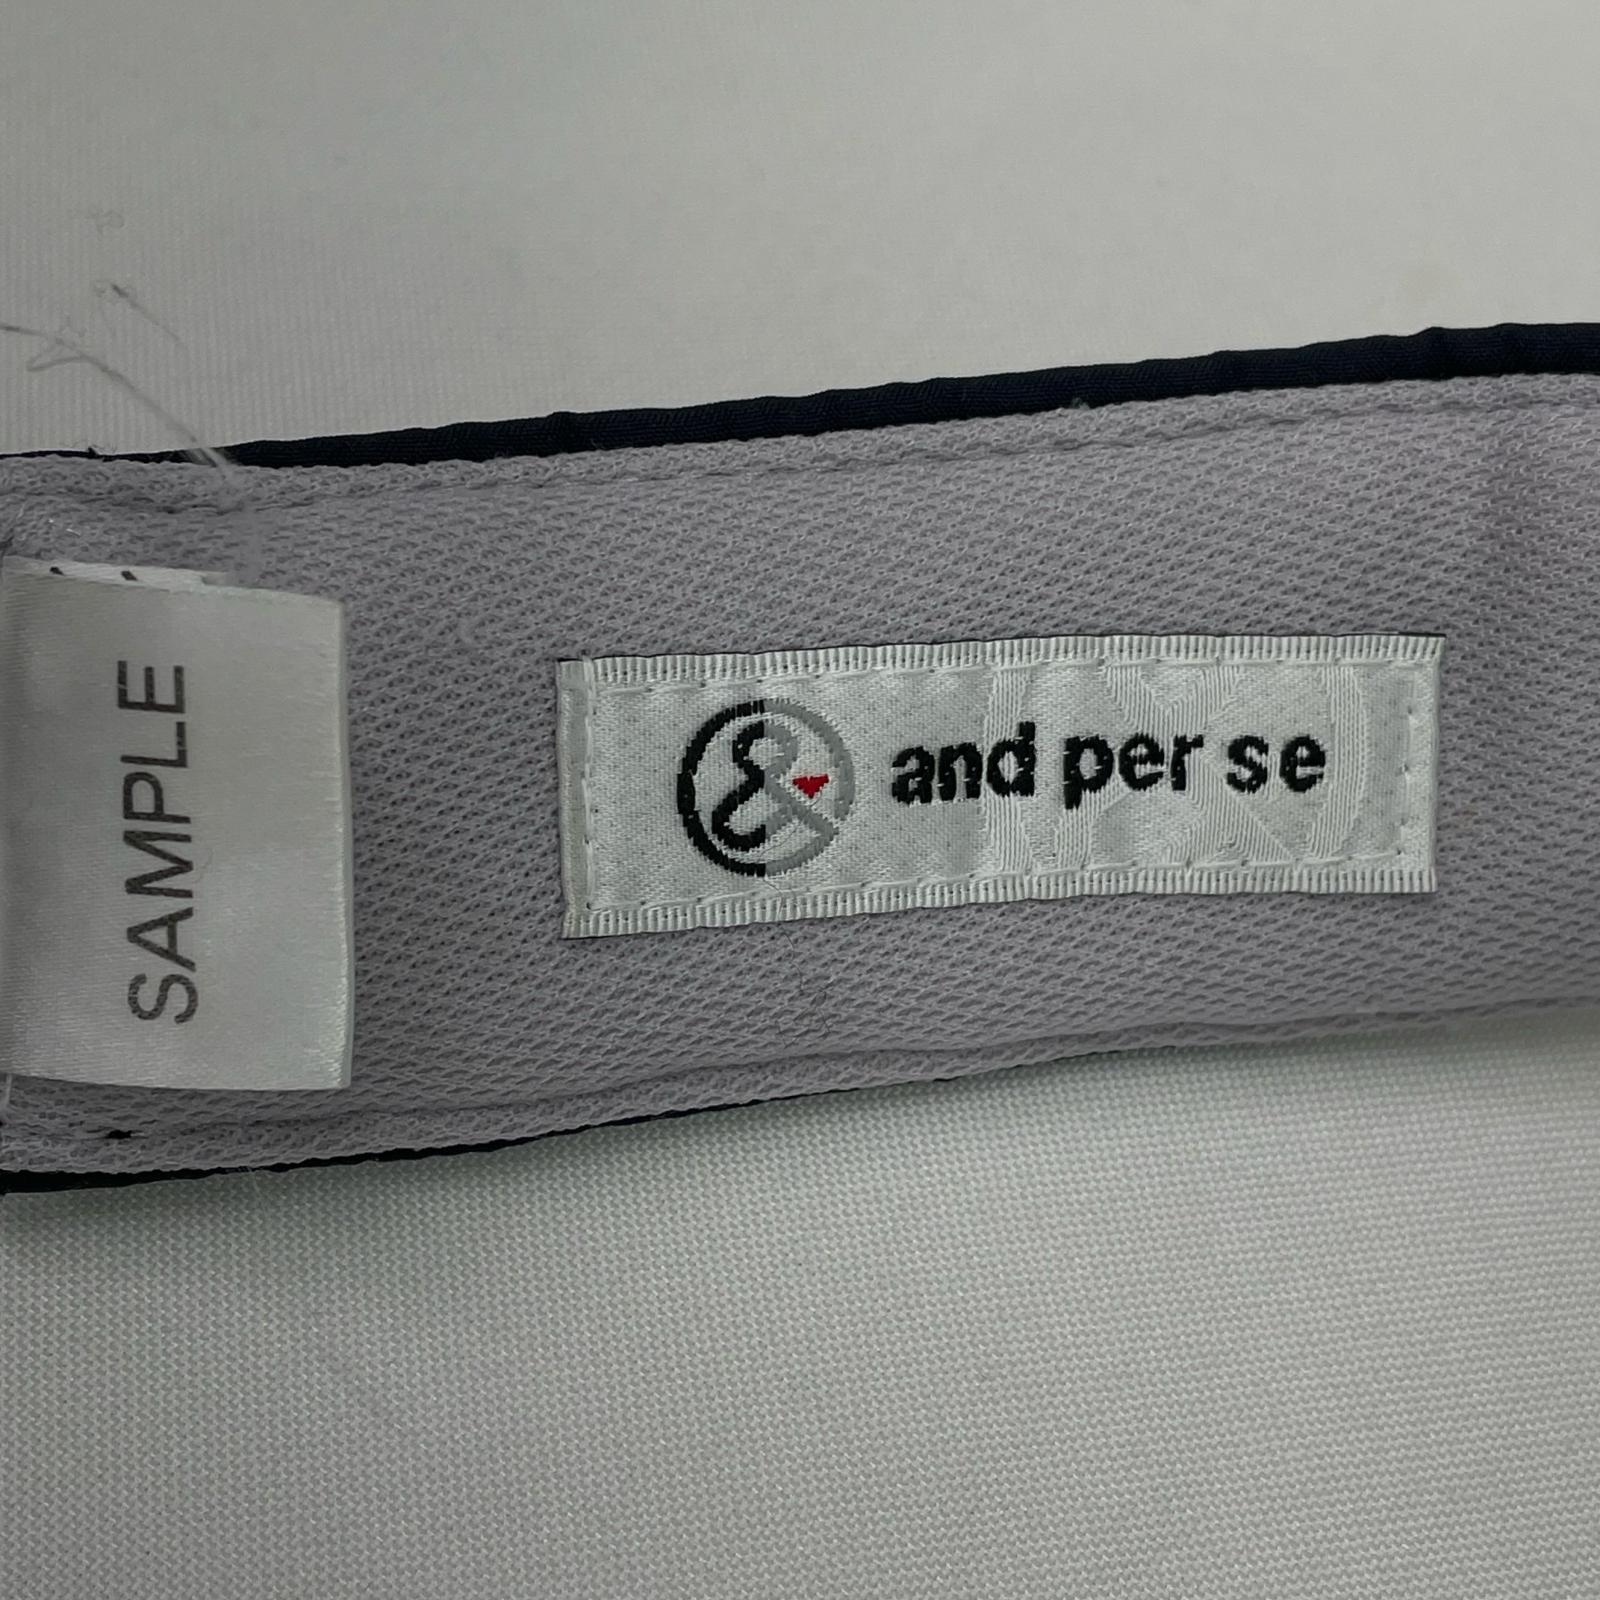 SAMPLE
& and per se